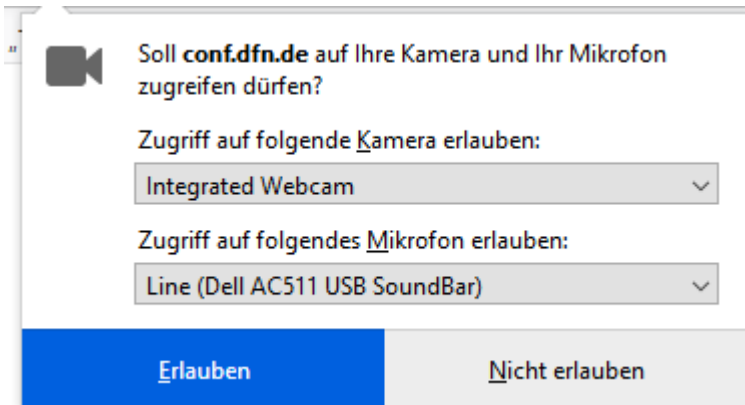 Soll conf.dfn.de auf Ihre Kamera und Ihr Mikrofon
zugreifen dürfen?
Zugriff auf folgende Kamera erlauben:
Integrated Webcam
Zugriff auf folgendes Mikrofon erlauben:
Line (Dell AC511 USB SoundBar)
Erlauben
Nicht erlauben